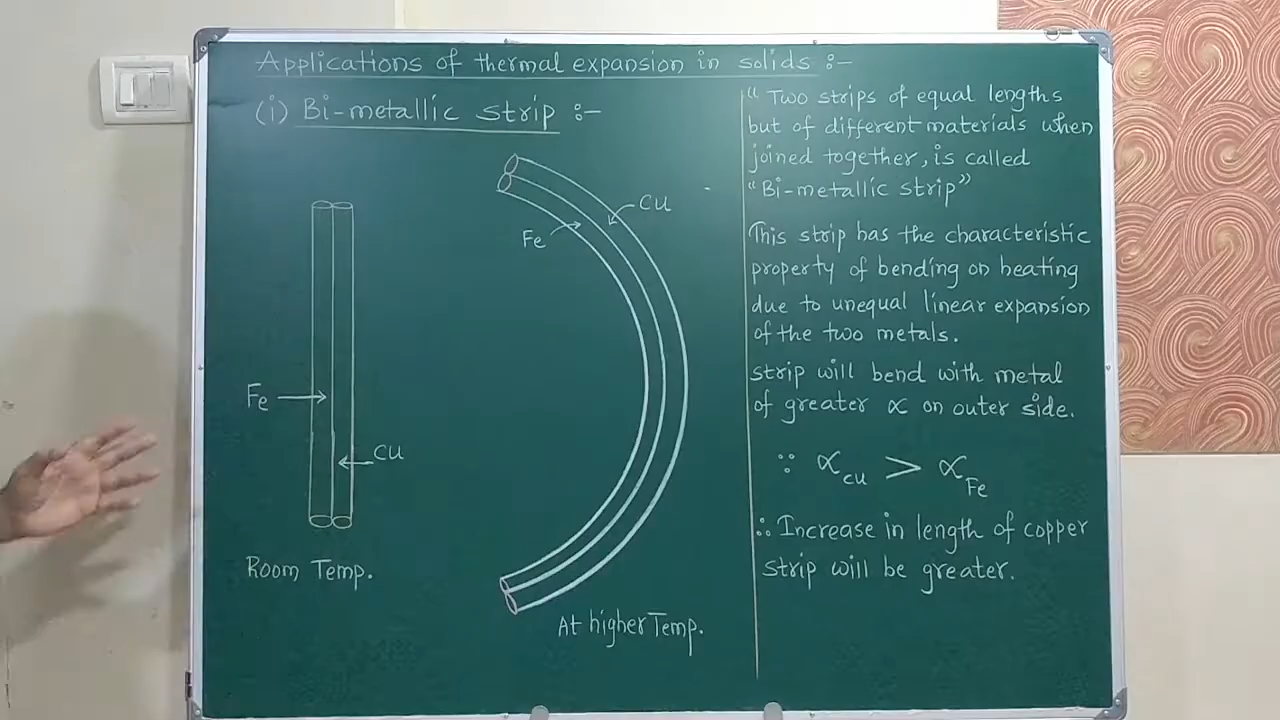 Applications of thermal expansion in solids :-
(i) Bi-metallic strip :-
Fe
Cu
Room Temp.
Cu
Fe
At higher Temp.
“Two strips of equal lengths
but of different materials when
joined together, is called
“Bi-metallic strip”
This strip has the characteristic
property of bending on heating
due to unequal linear expansion
of the two metals.
strip will bend with metal
of greater ∝ on outer side.
∵ ∝cu > ∝Fe
∴ Increase in length of copper
strip will be greater.